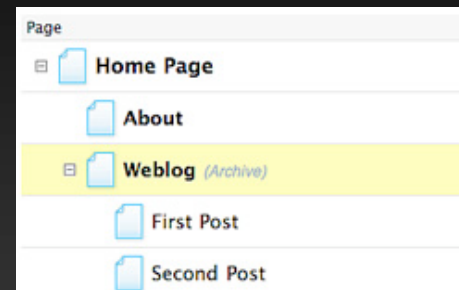 Page
Home Page
About
Weblog (Archive)
First Post
Second Post